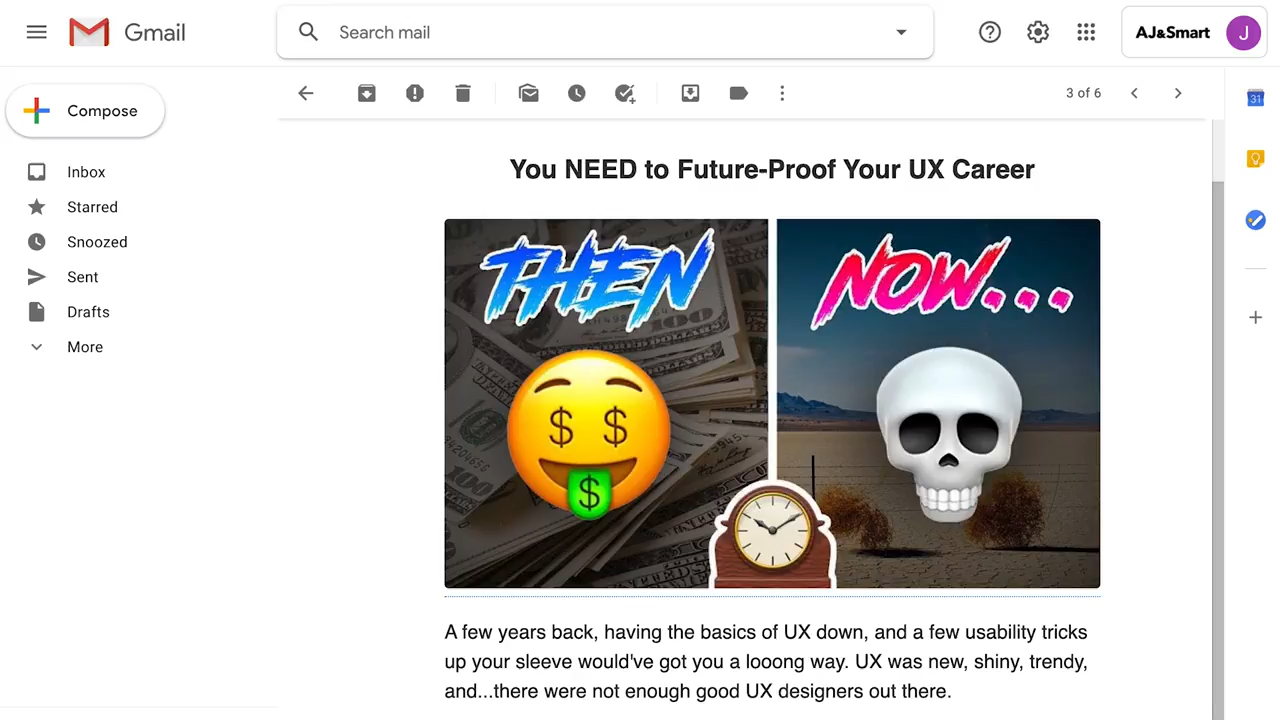 Gmail
Search mail
AJ&Smart
J
Compose
3 of 6
31
Inbox
Starred
Snoozed
Sent
Drafts
More
You NEED to Future-Proof Your UX Career
THEN
NOW...
100
$ $
$
A few years back, having the basics of UX down, and a few usability tricks
up your sleeve would've got you a looong way. UX was new, shiny, trendy,
and...there were not enough good UX designers out there.